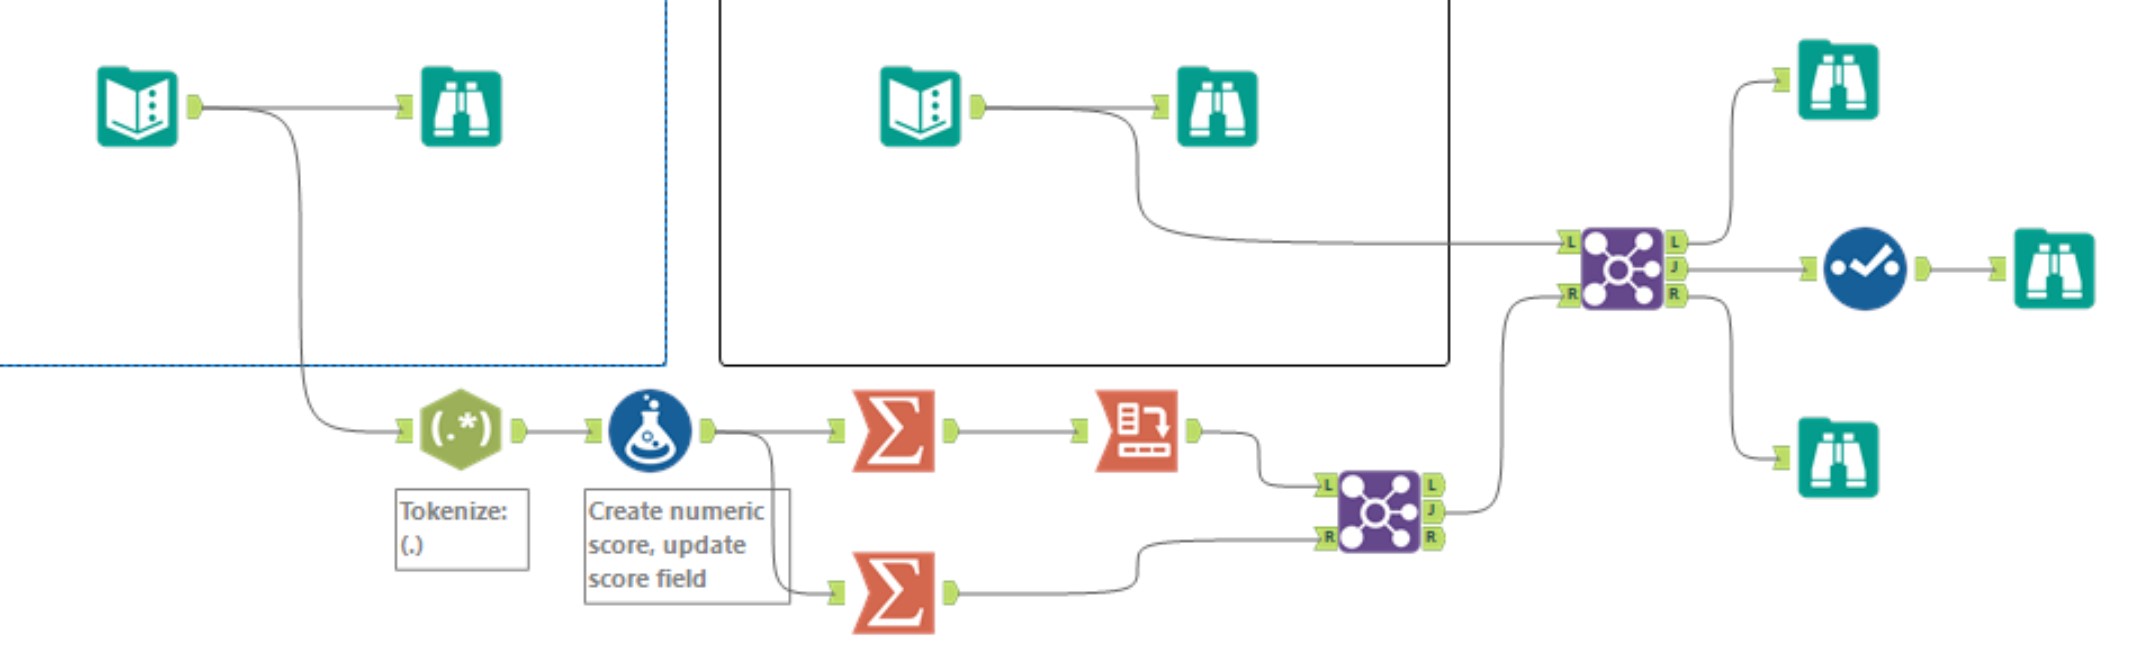 L
L
J
R
R
(.*)
Tokenize:
(.)
Create numeric
score, update
score field
Σ
Σ
L
L
J
R
R